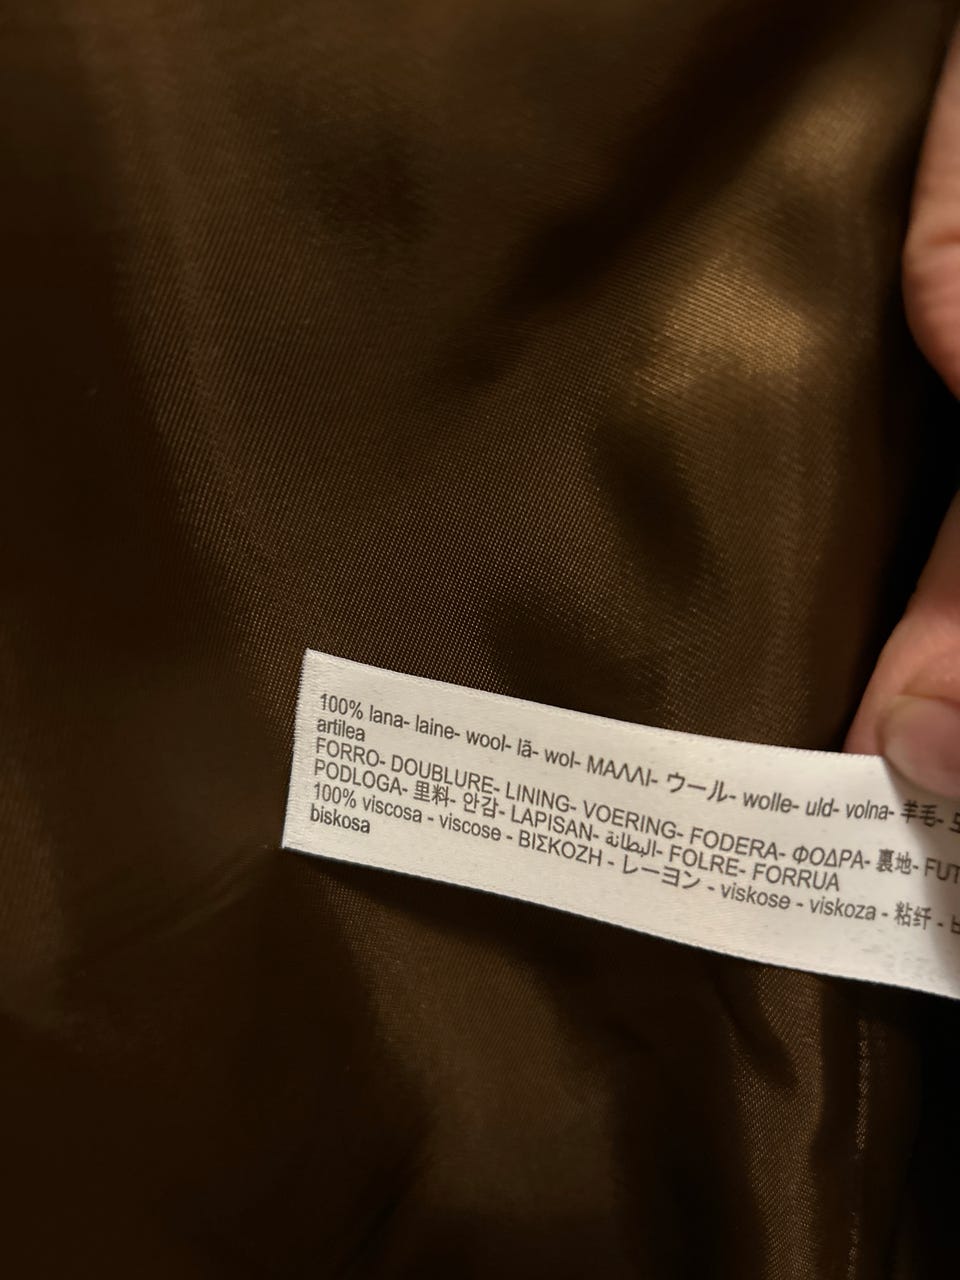 100% lana- laine- wool- lã- wol- ΜΑΛΛΙ- ウール- wolle- uld- volna- 羊毛-
artilea
FORRO- DOUBLURE- LINING- VOERING- FODERA- ΦΟΔΡΑ- 裏地- FUT
PODLOGA- 里料- 안감- LAPISAN- البطانة- FOLRE- FORRUA
100% viscosa - viscose - ΒΙΣΚΟΖΗ - レーヨン - viskose - viskoza - 粘纤 -
biskosa